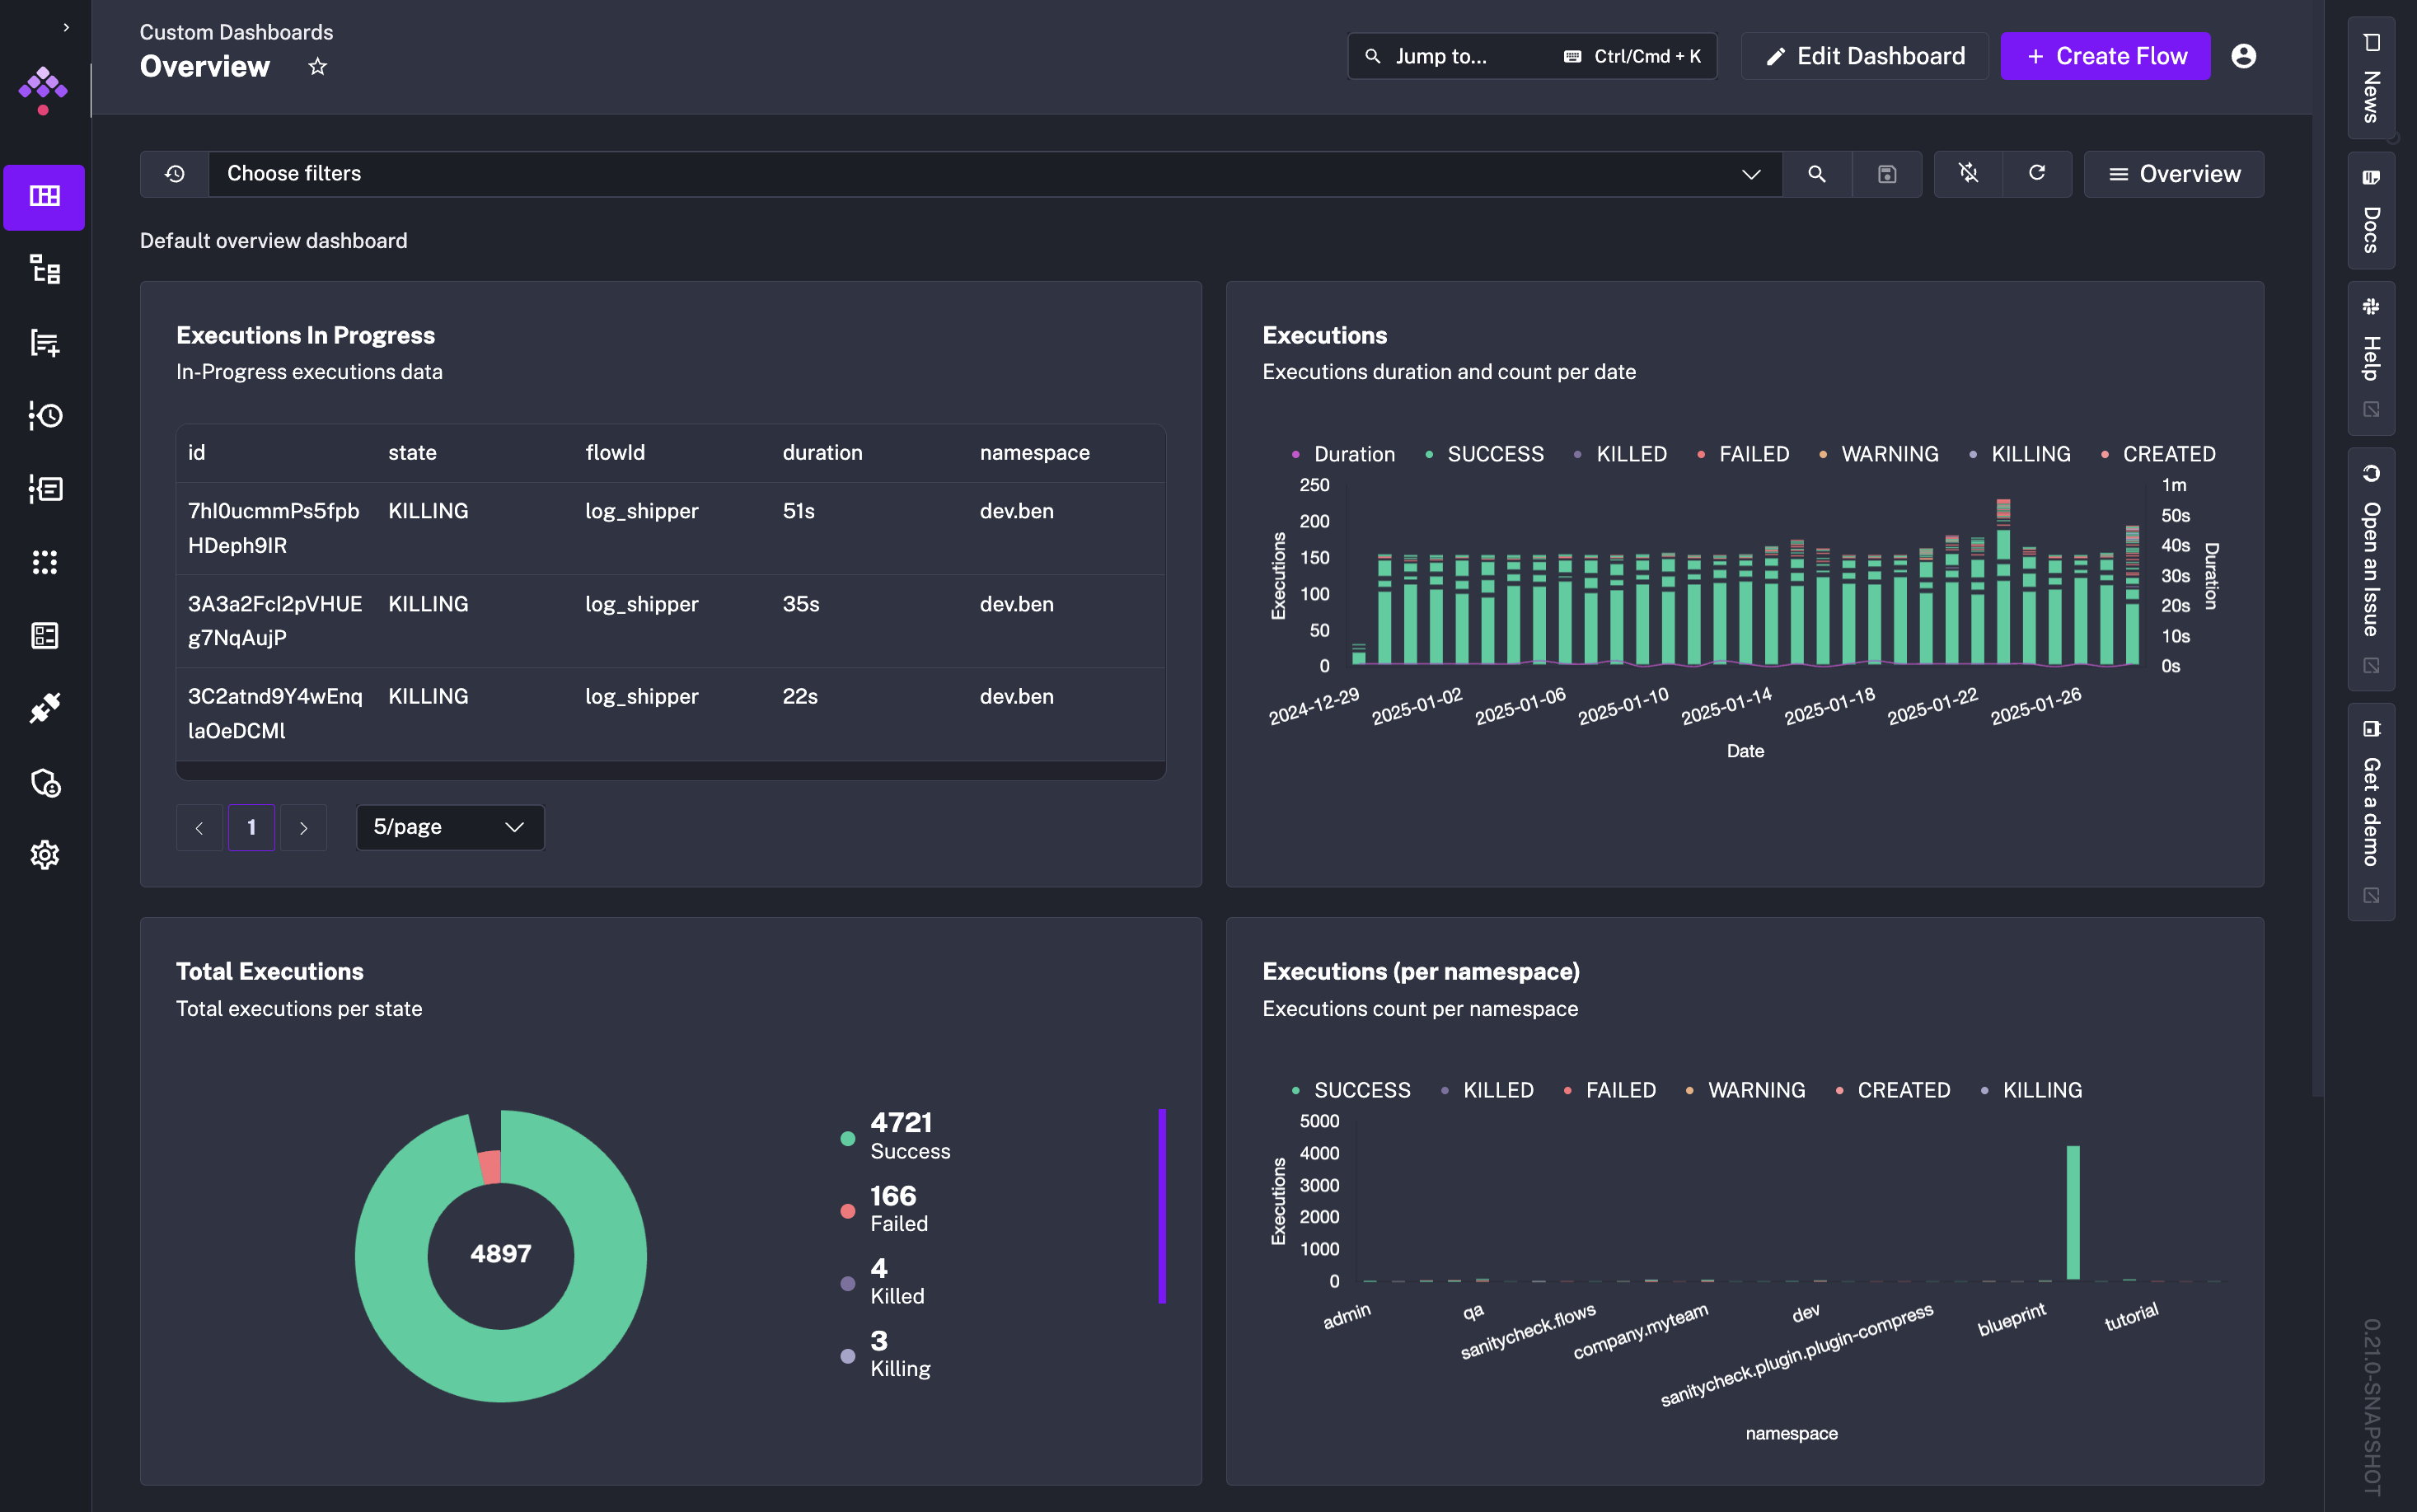 Custom Dashboards
Overview
Jump to... Ctrl/Cmd + K
Edit Dashboard
+ Create Flow
Choose filters
Overview
Default overview dashboard
Executions In Progress
In-Progress executions data
id state flowId duration namespace
7hI0ucmmPs5fpb KILLING log_shipper 51s dev.ben
HDeph9IR
3A3a2FcI2pVHUE KILLING log_shipper 35s dev.ben
g7NqAujP
3C2atnd9Y4wEnq KILLING log_shipper 22s dev.ben
laOeDCMl
1
5/page
Executions
Executions duration and count per date
Duration SUCCESS KILLED FAILED WARNING KILLING CREATED
250
200
150
100
50
0
Executions
1m
50s
40s
30s
20s
10s
0s
Duration
2024-12-29 2025-01-02 2025-01-06 2025-01-10 2025-01-14 2025-01-18 2025-01-22 2025-01-26
Date
Total Executions
Total executions per state
4897
4721
Success
166
Failed
4
Killed
3
Killing
Executions (per namespace)
Executions count per namespace
SUCCESS KILLED FAILED WARNING CREATED KILLING
5000
4000
3000
2000
1000
0
Executions
admin qa sanitycheck.flows company.myteam dev sanitycheck.plugin.plugin-compress blueprint tutorial
namespace
News
Docs
Help
Open an Issue
Get a demo
0.21.0-SNAPSHOT